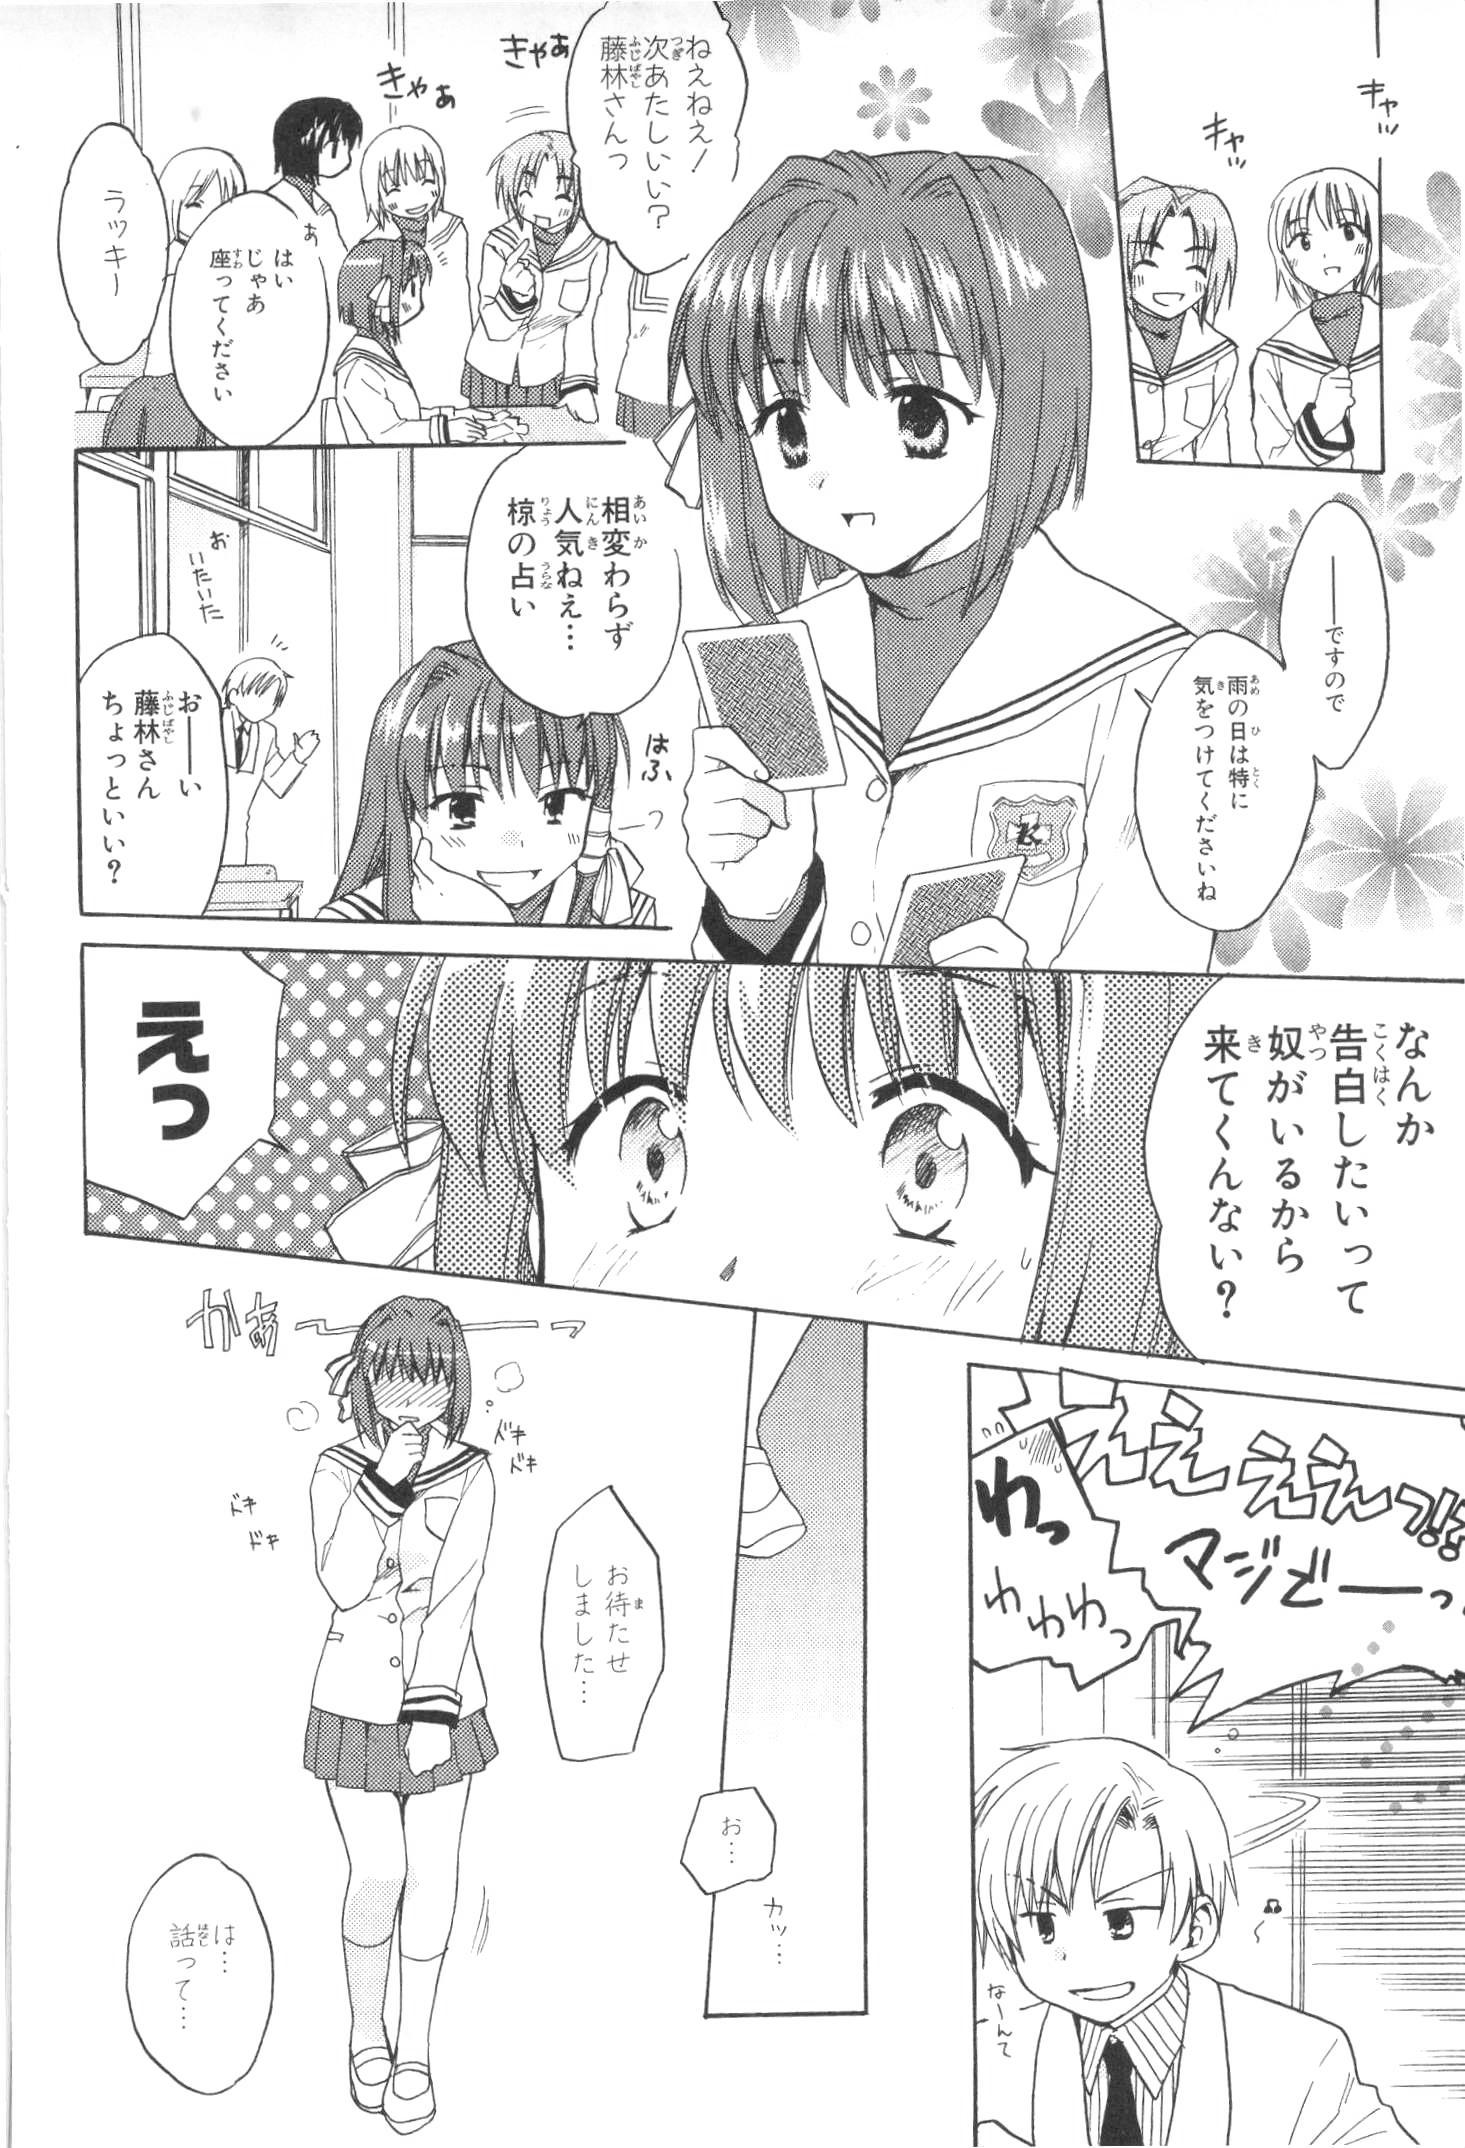 キャッ
キャッ
――ですので
雨の日は特に
気をつけてくださいね
ねえねえ！
次あたしいい？
藤林さんっ
きゃあ
きゃぁ
はい
じゃあ
座ってください
あ
ラッキー
相変わらず
人気ねえ…
椋の占い
はふーっ
お
いたいた
おーい
藤林さん
ちょっといい？
なんか
告白したいって
奴がいるから
来てくんない？
えっ
ええええっ!?
マジどーっ
わっ
わわわっ
なーんて
お…
カッ…
お待たせ
しました…
かあ～っ
ドキ
ドキ
ドキ
ドキ
は…
話って…